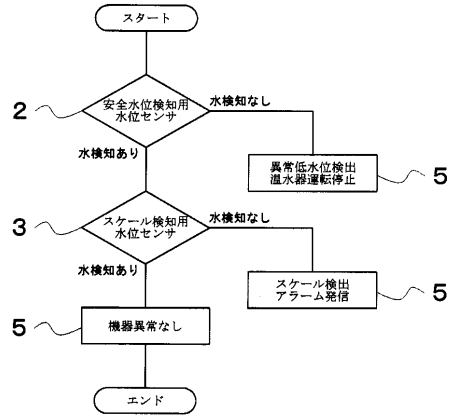 スタート
2
安全水位検知用
水位センサ
水検知なし
水検知あり
異常低水位検出
温水器運転停止
5
3
スケール検知用
水位センサ
水検知なし
水検知あり
スケール検出
アラーム発信
5
5
機器異常なし
エンド